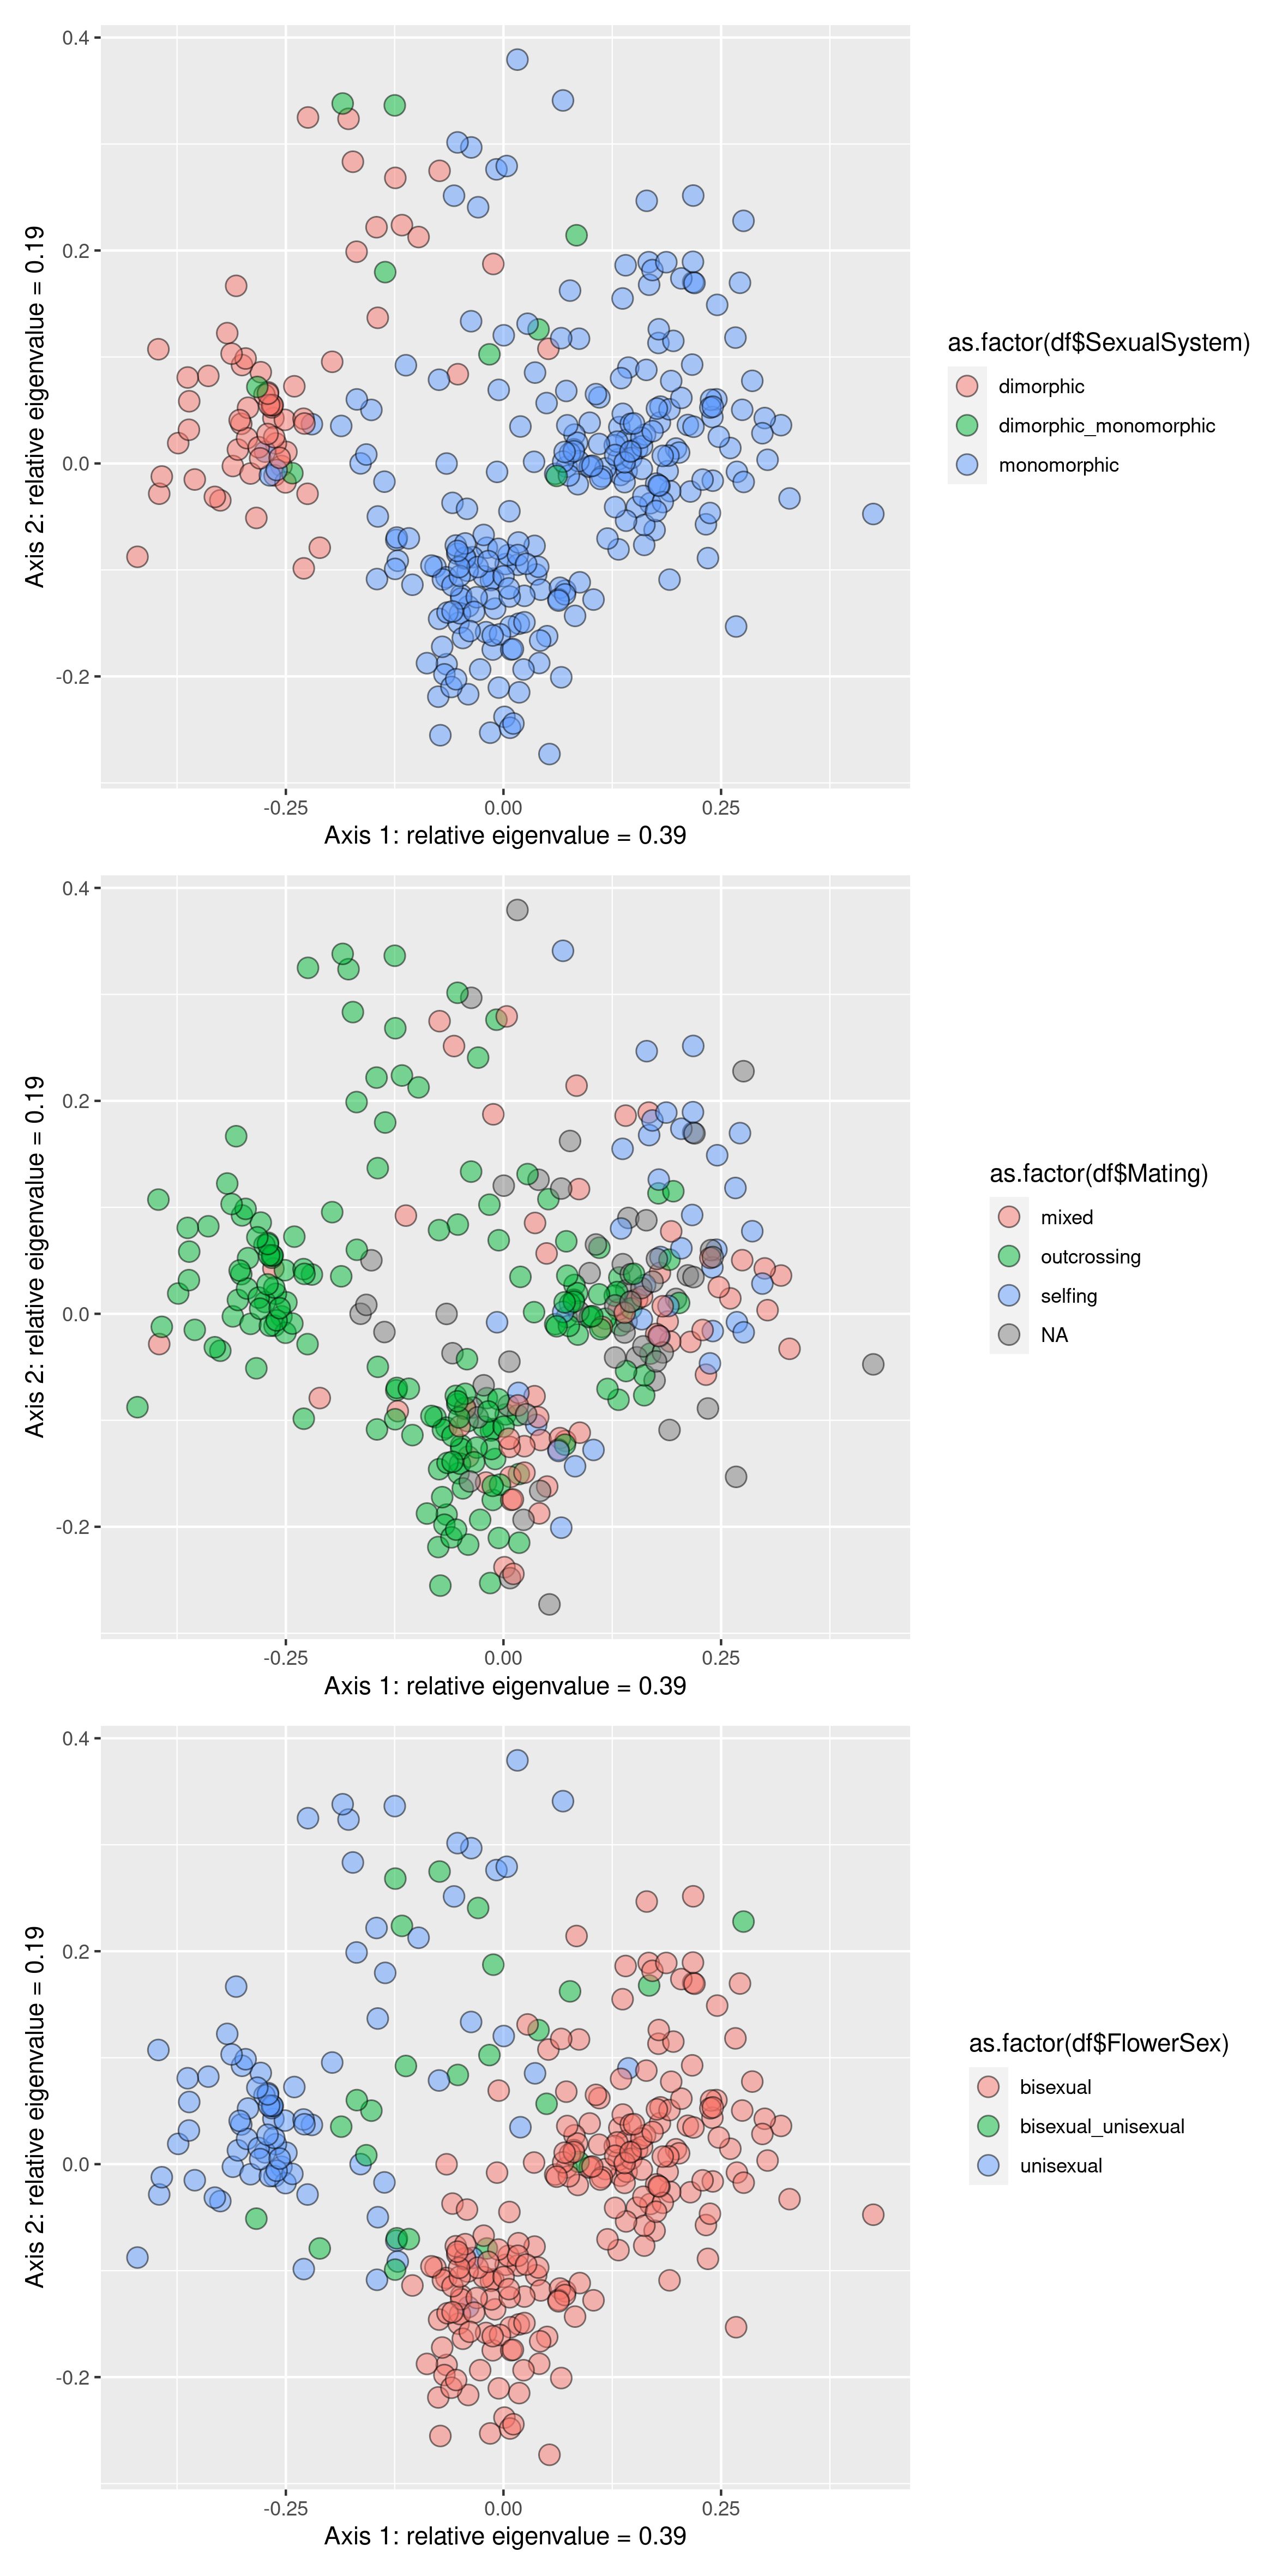 0.4
0.2
0.0
-0.2
Axis 2: relative eigenvalue = 0.19
-0.25 0.00 0.25
Axis 1: relative eigenvalue = 0.39
as.factor(df$SexualSystem)
dimorphic
dimorphic_monomorphic
monomorphic
0.4
0.2
0.0
-0.2
Axis 2: relative eigenvalue = 0.19
-0.25 0.00 0.25
Axis 1: relative eigenvalue = 0.39
as.factor(df$Mating)
mixed
outcrossing
selfing
NA
0.4
0.2
0.0
-0.2
Axis 2: relative eigenvalue = 0.19
-0.25 0.00 0.25
Axis 1: relative eigenvalue = 0.39
as.factor(df$FlowerSex)
bisexual
bisexual_unisexual
unisexual